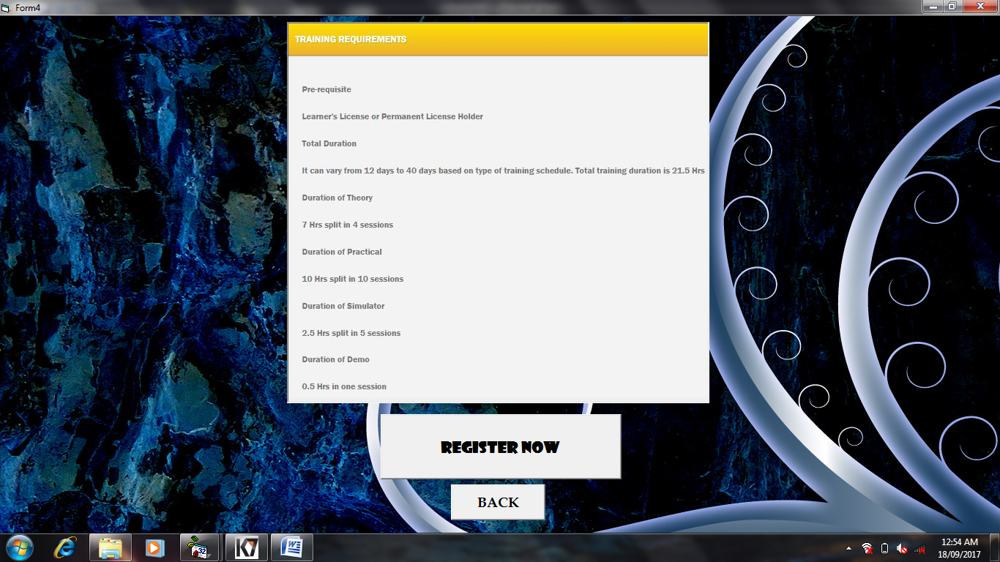 Form4
TRAINING REQUIREMENTS
Pre-requisite
Learner's License or Permanent License Holder
Total Duration
It can vary from 12 days to 40 days based on type of training schedule. Total training duration is 21.5 Hrs
Duration of Theory
7 Hrs split in 4 sessions
Duration of Practical
10 Hrs split in 10 sessions
Duration of Simulator
2.5 Hrs split in 5 sessions
Duration of Demo
0.5 Hrs in one session
REGISTER NOW
BACK
32
K7
W
12:54 AM
18/09/2017